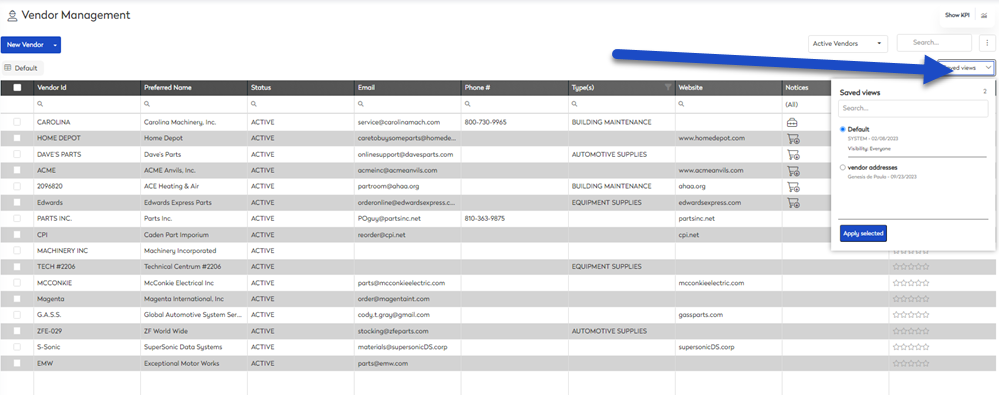 Vendor Management
Show KPI
New Vendor
Active Vendors
Search...
Default
Saved views
Vendor Id Preferred Name Status Email Phone # Type(s) Website Notices
(All)
CAROLINA Carolina Machinery, Inc. ACTIVE service@carolinamach.com 800-730-9965 BUILDING MAINTENANCE
HOME DEPOT Home Depot ACTIVE caretobuysomeparts@homede... www.homedepot.com
DAVE'S PARTS Dave's Parts ACTIVE onlinesupport@davesparts.com AUTOMOTIVE SUPPLIES
ACME ACME Anvils, Inc. ACTIVE acmeinc@acmeanvils.com www.acmeanvils.com
2096820 ACE Heating & Air ACTIVE partroom@ahaa.com BUILDING MAINTENANCE ahaa.org
Edwards Edwards Express Parts ACTIVE orderonline@edwardsexpress.c... EQUIPMENT SUPPLIES edwardsexpress.com
PARTS INC. Parts Inc. ACTIVE POguy@partsinc.net 810-363-9875 partsinc.net
CPI Caden Part Imporium ACTIVE reorder@cpi.net cpi.net
MACHINERY INC Machinery Incorporated ACTIVE
TECH #2206 Technical Centrum #2206 ACTIVE EQUIPMENT SUPPLIES
MCCONKIE McConkie Electrical Inc ACTIVE parts@mcconkieelectric.com mcconkieelectric.com
Magenta Magenta International, Inc ACTIVE order@magentaint.com
G.A.S.S. Global Automotive System Ser... ACTIVE cody.t.gray@gmail.com gassparts.com
ZFE-029 ZF World Wide ACTIVE stocking@zfeparts.com AUTOMOTIVE SUPPLIES
S-Sonic SuperSonic Data Systems ACTIVE materials@supersonicDS.corp supersonicDS.corp
EMW Exceptional Motor Works ACTIVE parts@emw.com
Saved views 2
Search...
Default
SYSTEM - 02/08/2023
Visibility: Everyone
vendor addresses
Genesis de Paulo - 09/23/2023
Apply selected